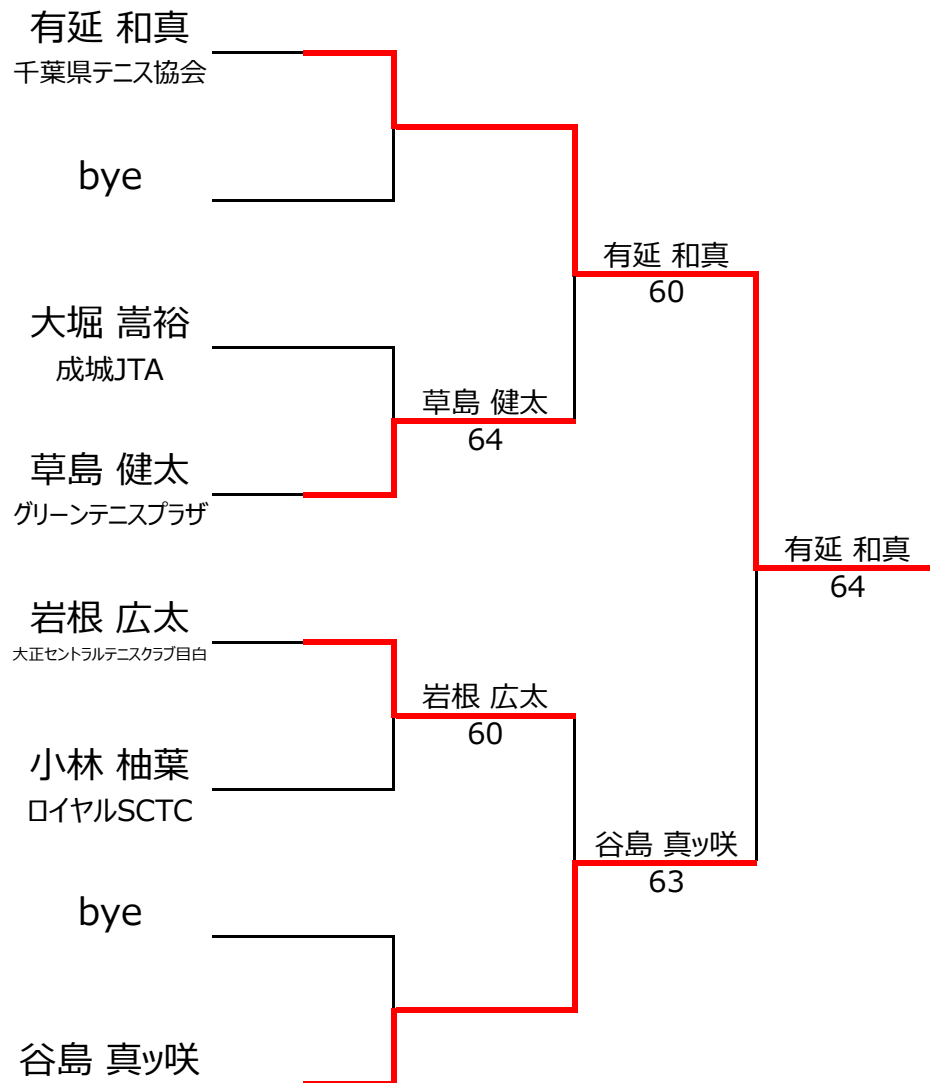 有延 和真
千葉県テニス協会
bye
有延 和真
60
大堀 嵩裕
成城JTA
草島 健太
64
草島 健太
グリーンテニスプラザ
有延 和真
64
岩根 広太
大正セントラルテニスクラブ目白
岩根 広太
60
小林 柚葉
ロイヤルSCTC
谷島 真ッ咲
63
bye
谷島 真ッ咲